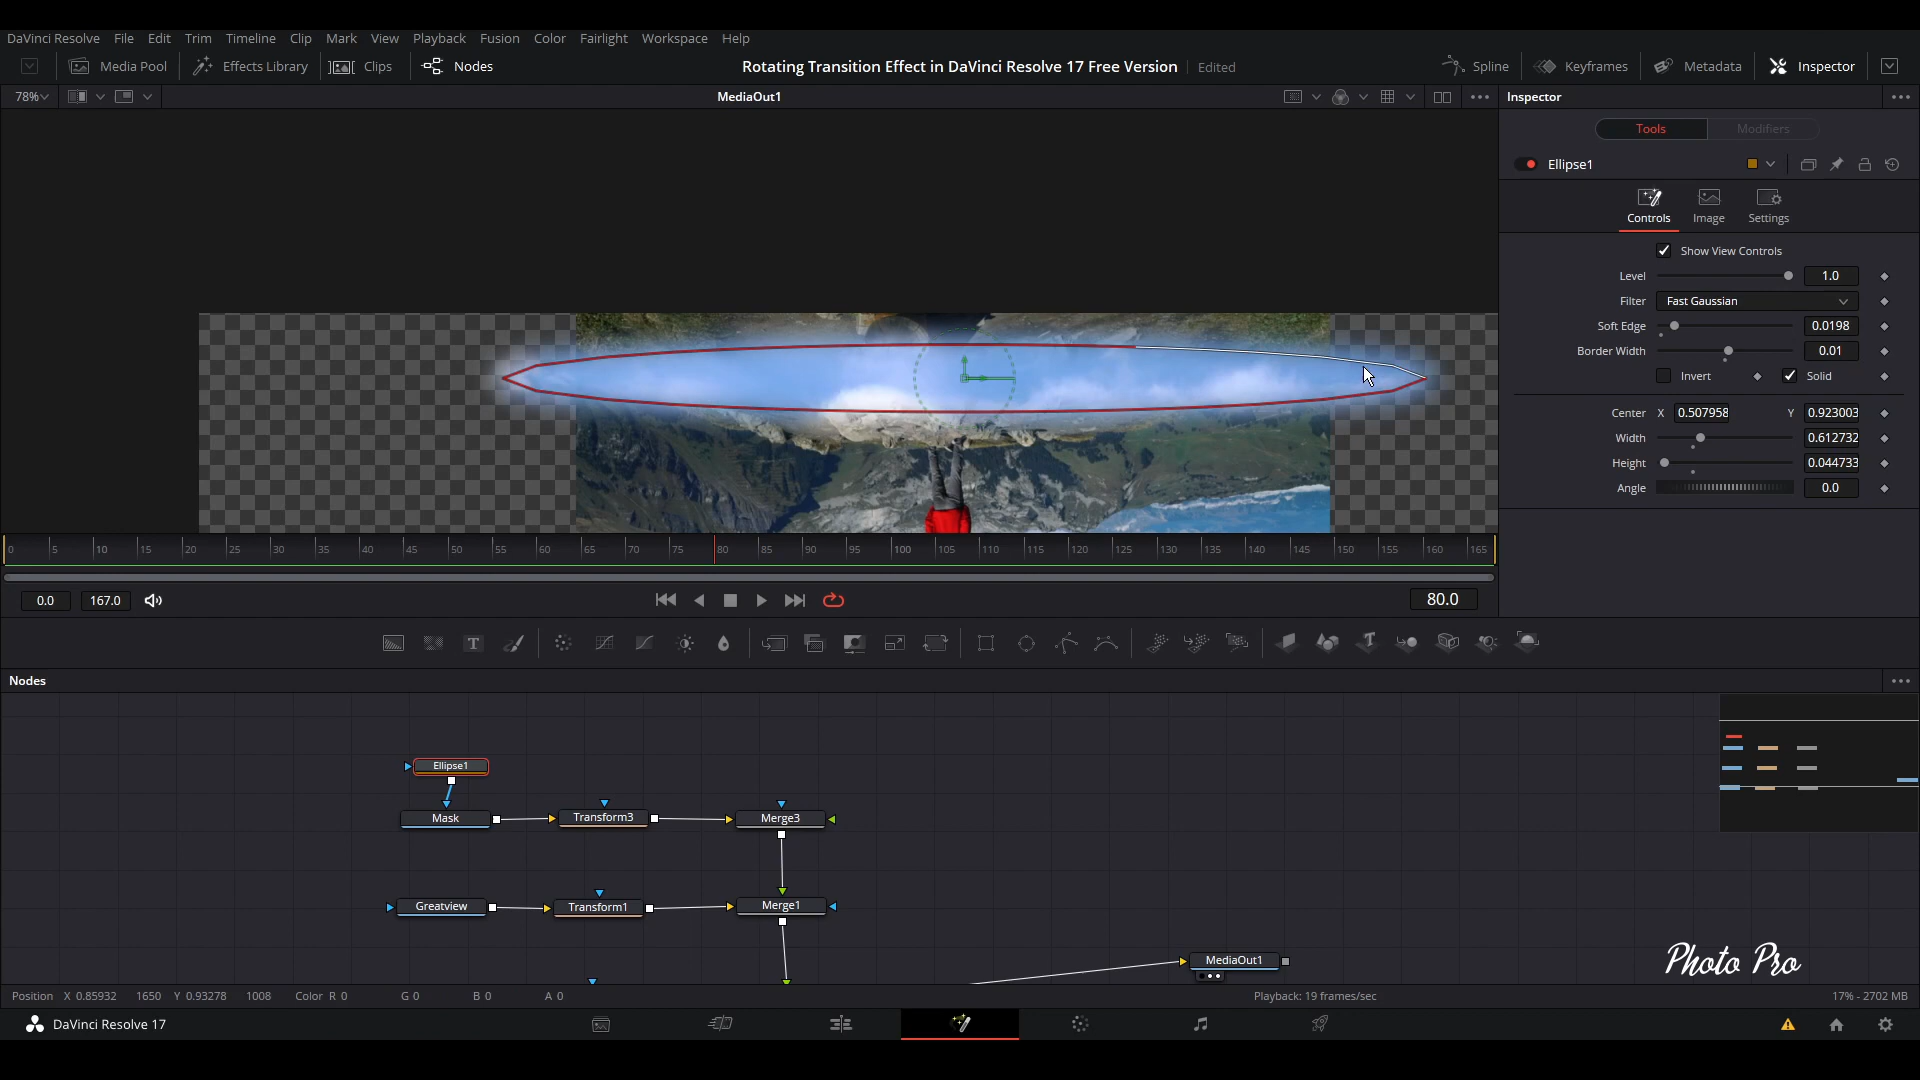 DaVinci Resolve File Edit Trim Timeline Clip Mark View Playback Fusion Color Fairlight Workspace Help
Media Pool Effects Library Clips Nodes Rotating Transition Effect in DaVinci Resolve 17 Free Version Edited Spline Keyframes Metadata Inspector
78% MediaOut1 Inspector
Tools Modifiers
Ellipse1
Controls Image Settings
Show View Controls
Level 1.0
Filter Fast Gaussian
Soft Edge 0.0198
Border Width 0.01
Invert Solid
Center X 0.507958 Y 0.923003
Width 0.612732
Height 0.044733
Angle 0.0
0 5 10 15 20 25 30 35 40 45 50 55 60 65 70 75 80 85 90 95 100 105 110 115 120 125 130 135 140 145 150 155 160 165
0.0 167.0 80.0
Nodes
Ellipse1
Mask Transform3 Merge3
Greatview Transform1 Merge1
MediaOut1
Photo Pro
Position X 0.85932 1650 Y 0.93278 1008 Color R 0 G 0 B 0 A 0 Playback: 19 frames/sec 17% - 2702 MB
DaVinci Resolve 17